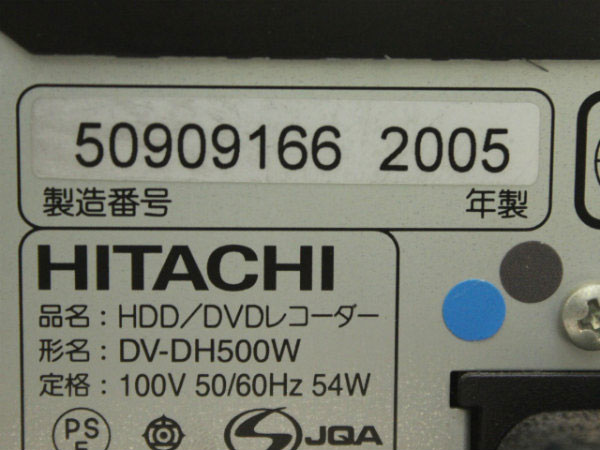 50909166 2005
製造番号 年製
HITACHI
品名：HDD/DVDレコーダー
形名：DV-DH500W
定格：100V 50/60Hz 54W
PS
E JQA